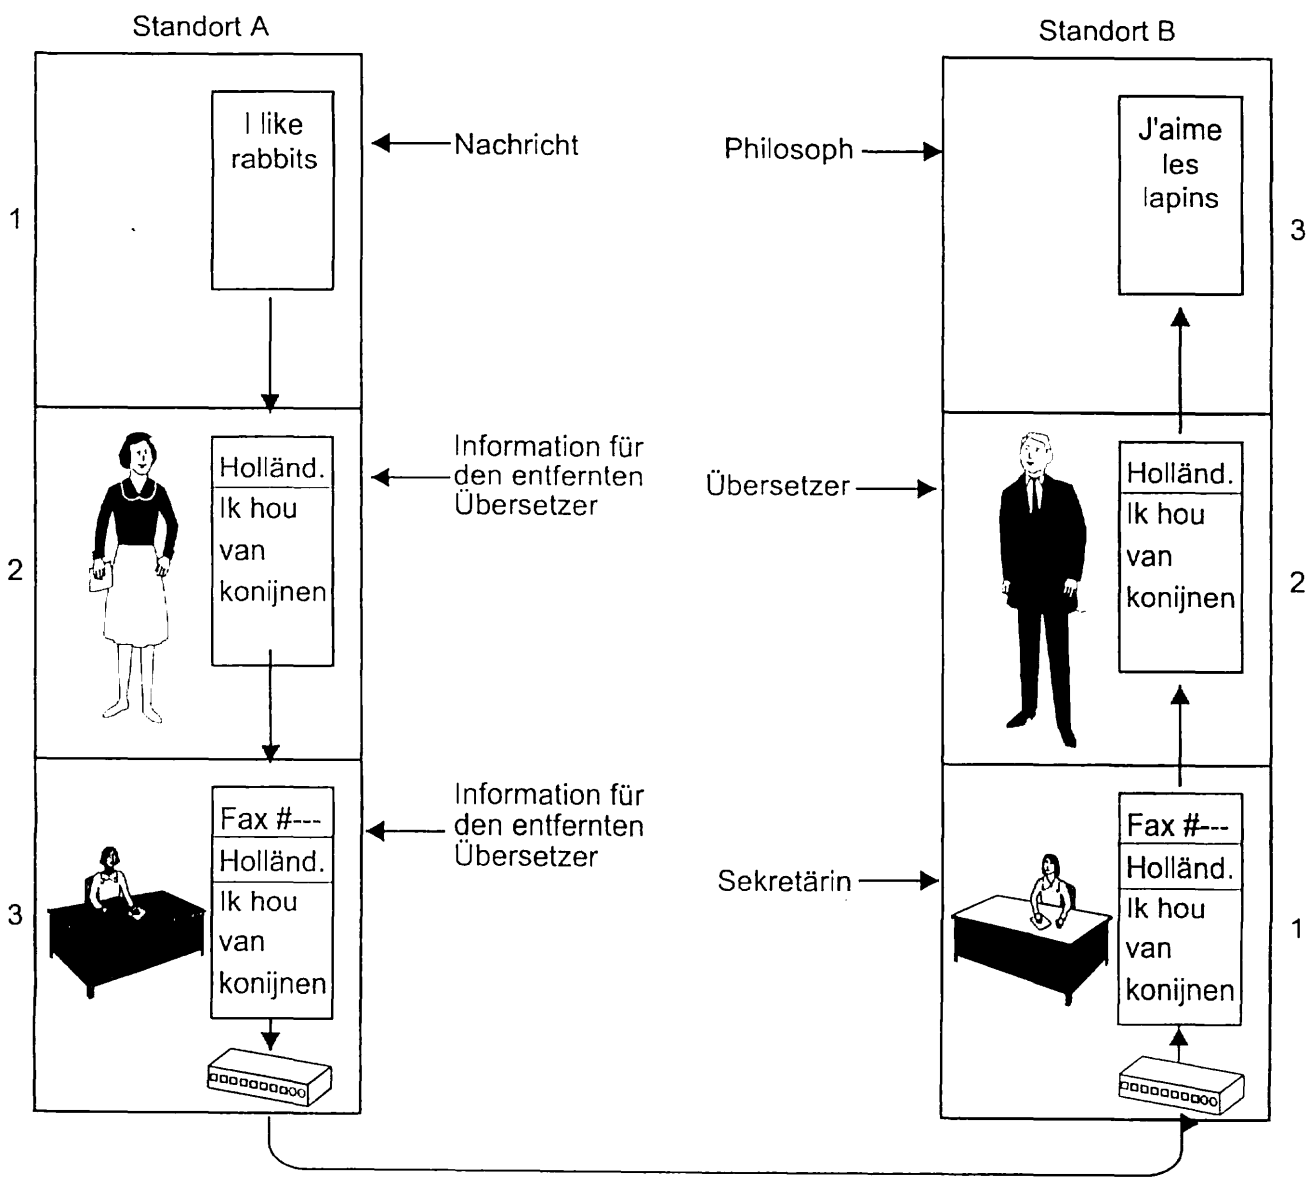 Standort A
Standort B
I like
rabbits
Nachricht
Philosoph
J'aime
les
lapins
1
3
Holländ.
Ik hou
van
konijnen
Information für
den entfernten
Übersetzer
Übersetzer
Holländ.
Ik hou
van
konijnen
2
2
Fax #---
Holländ.
Ik hou
van
konijnen
Information für
den entfernten
Übersetzer
Sekretärin
Fax #---
Holländ.
Ik hou
van
konijnen
3
1